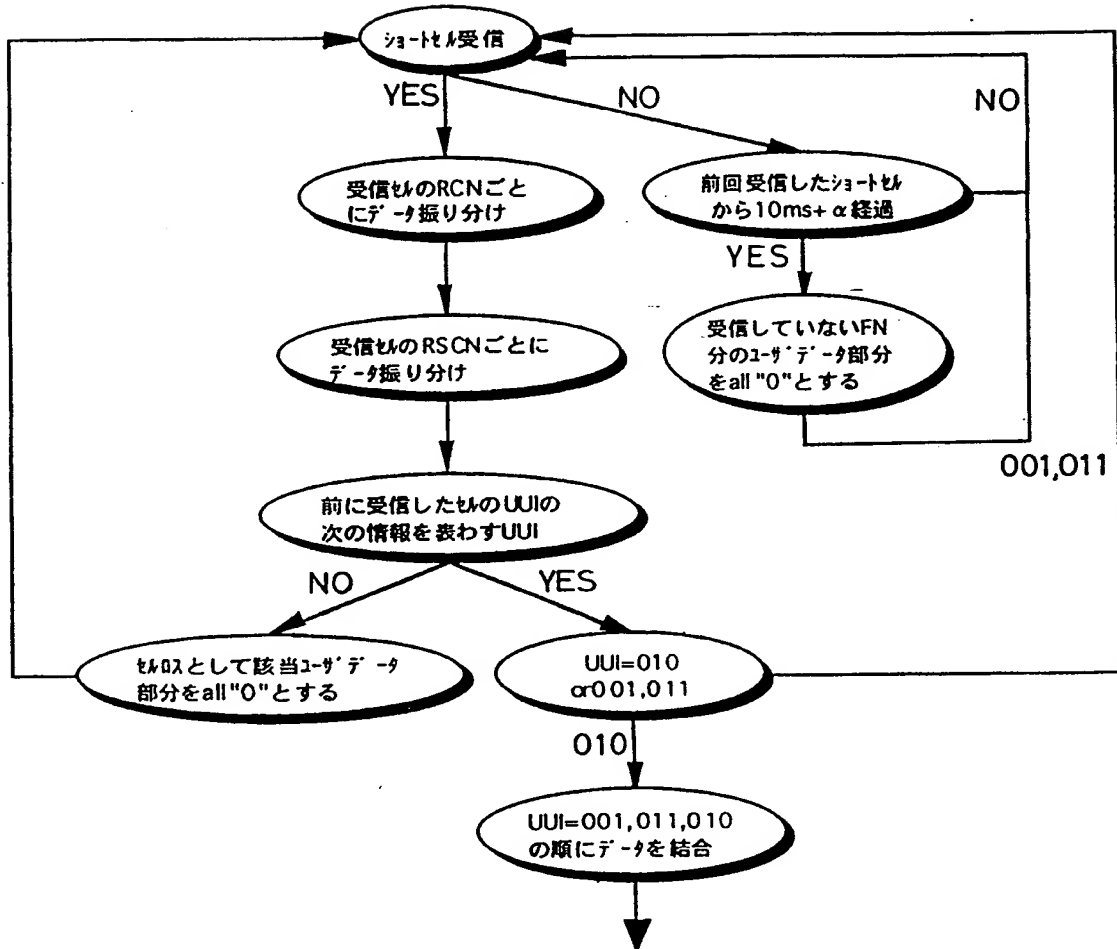 ショートセル受信
YES
NO
NO
受信セルのRCNごと
にデータ振り分け
前回受信したショートセル
から10ms+α経過
YES
受信セルのRSCNごとに
データ振り分け
受信していないFN
分のユーザデータ部分
をall"0"とする
001,011
前に受信したセルのUUIの
次の情報を表わすUUI
NO
YES
セルロスとして該当ユーザデータ
部分をall"0"とする
UUI=010
or001,011
010
UUI=001,011,010
の順にデータを結合